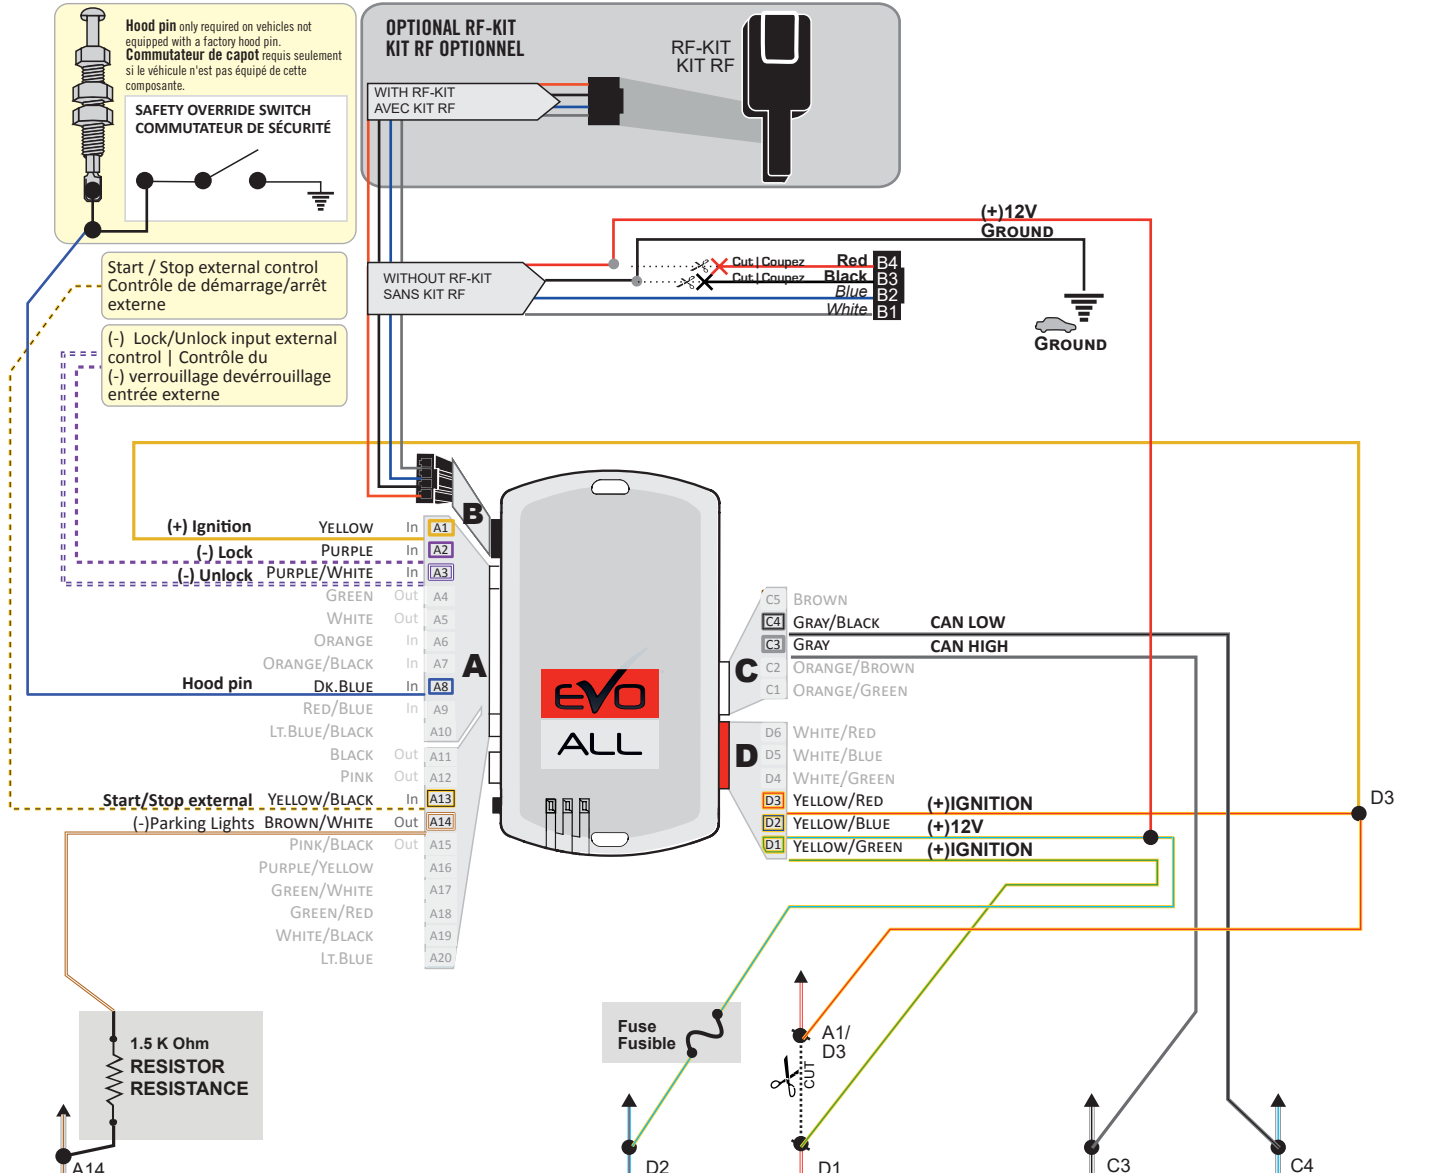 Hood pin only required on vehicles not
equipped with a factory hood pin.
Commutateur de capot requis seulement
si le véhicule n'est pas équipé de cette
composante.
SAFETY OVERRIDE SWITCH
COMMUTATEUR DE SÉCURITÉ
OPTIONAL RF-KIT
KIT RF OPTIONNEL
RF-KIT
KIT RF
WITH RF-KIT
AVEC KIT RF
(+)12V
GROUND
WITHOUT RF-KIT
SANS KIT RF
Cut | Coupez Red B4
Cut | Coupez Black B3
Blue B2
White B1
GROUND
Start / Stop external control
Contrôle de démarrage/arrêt
externe
(-) Lock/Unlock input external
control | Contrôle du
(-) verrouillage devérrouillage
entrée externe
B
(+) Ignition YELLOW In A1
(-) Lock PURPLE In A2
(-) Unlock PURPLE/WHITE In A3
GREEN Out A4
WHITE Out A5
ORANGE In A6
ORANGE/BLACK In A7
Hood pin DK.BLUE In A8
RED/BLUE In A9
LT.BLUE/BLACK A10
BLACK Out A11
PINK Out A12
Start/Stop external YELLOW/BLACK In A13
(-)Parking Lights BROWN/WHITE Out A14
PINK/BLACK Out A15
PURPLE/YELLOW A16
GREEN/WHITE A17
GREEN/RED A18
WHITE/BLACK A19
LT.BLUE A20
A
EVO
ALL
C
C5 BROWN
C4 GRAY/BLACK CAN LOW
C3 GRAY CAN HIGH
C2 ORANGE/BROWN
C1 ORANGE/GREEN
D
D6 WHITE/RED
D5 WHITE/BLUE
D4 WHITE/GREEN
D3 YELLOW/RED (+)IGNITION
D2 YELLOW/BLUE (+)12V
D1 YELLOW/GREEN (+)IGNITION
D3
1.5 K Ohm
RESISTOR
RESISTANCE
A14
Fuse
Fusible
A1/
D3
CUT
D2
D1
C3
C4